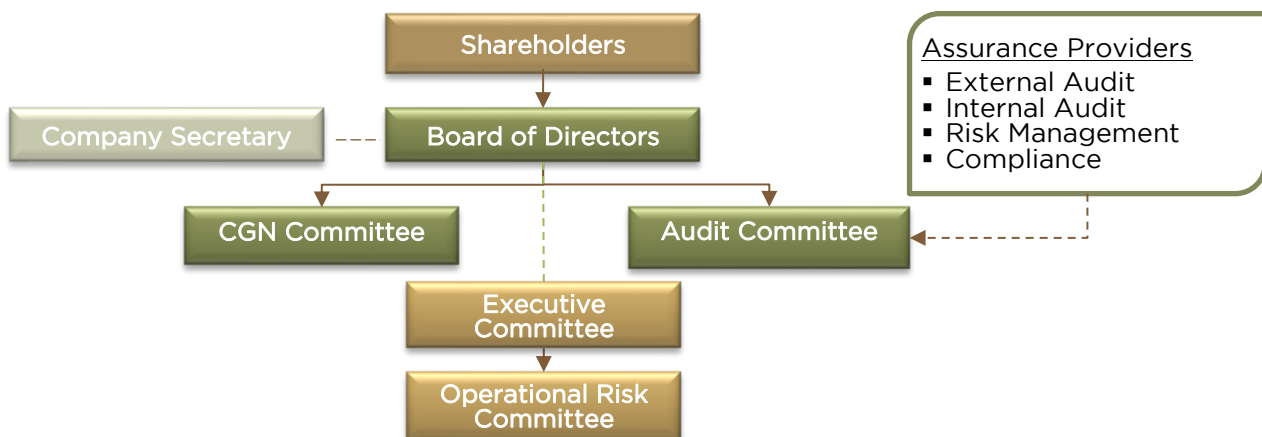 Shareholders
Assurance Providers
▪ External Audit
▪ Internal Audit
▪ Risk Management
▪ Compliance
Company Secretary
Board of Directors
CGN Committee
Audit Committee
Executive
Committee
Operational Risk
Committee